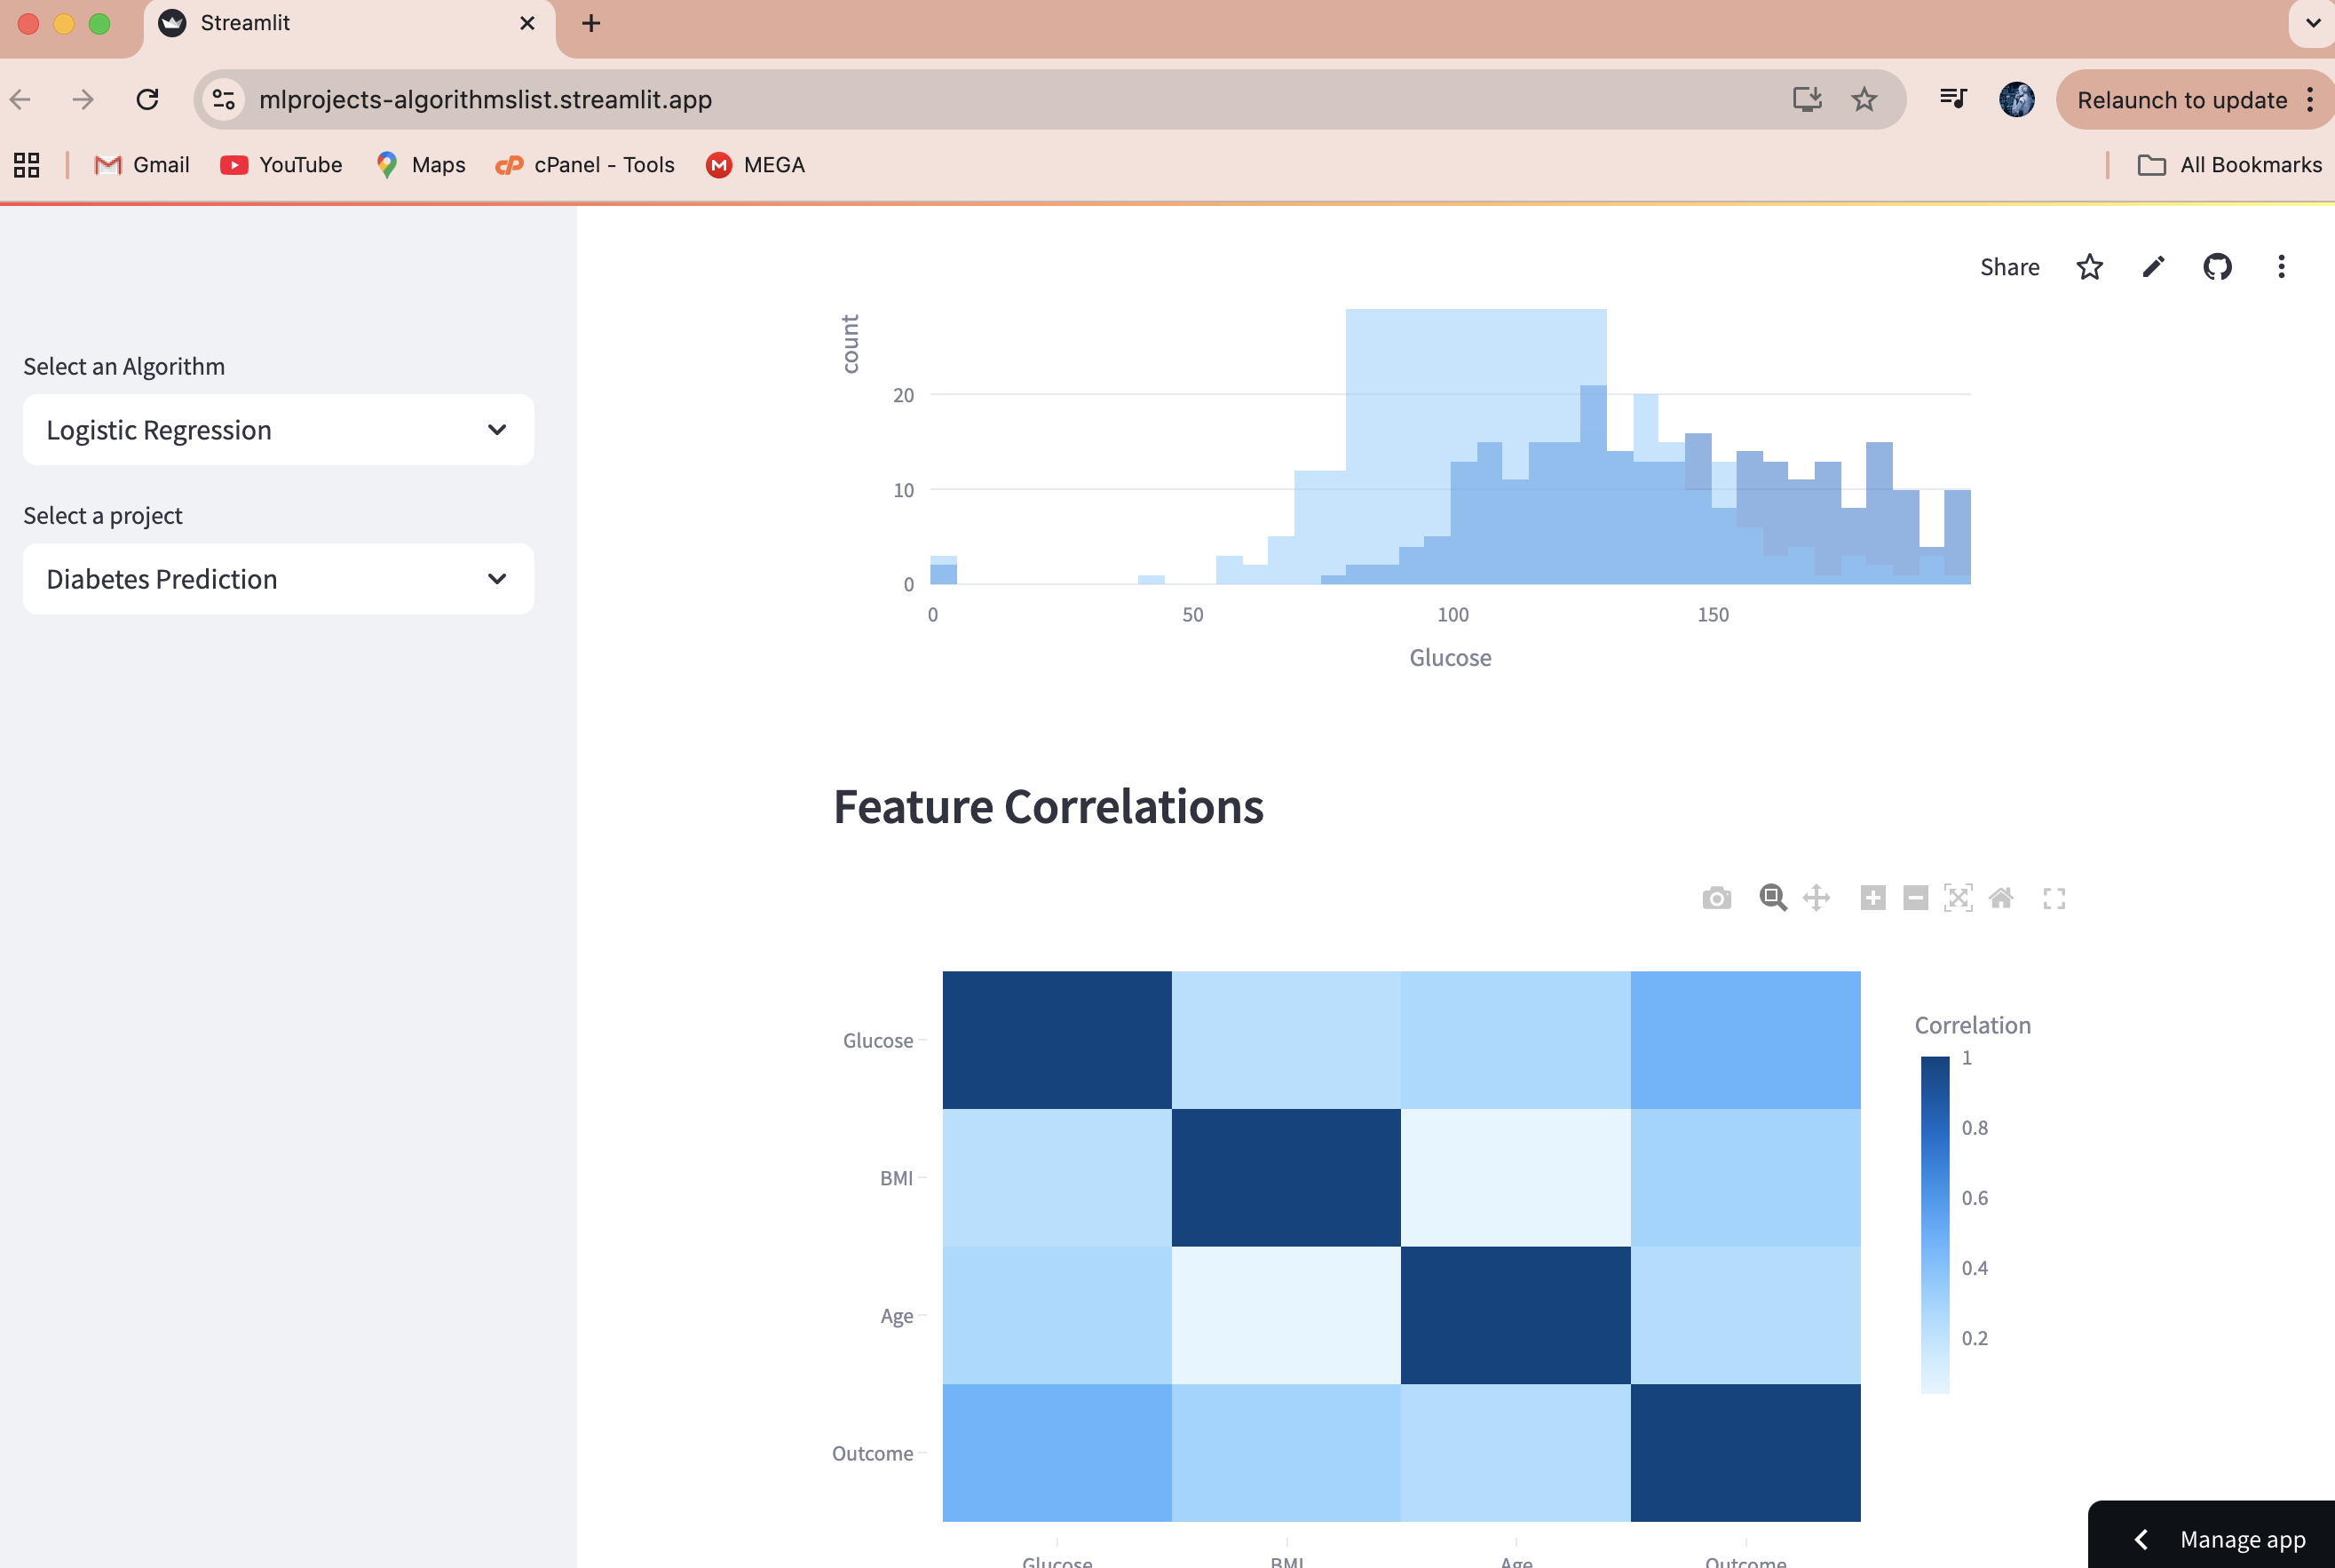 Streamlit
mlprojects-algorithmslist.streamlit.app
Relaunch to update
Gmail
YouTube
Maps
cPanel - Tools
MEGA
All Bookmarks
Share
Select an Algorithm
Logistic Regression
Select a project
Diabetes Prediction
count
20
10
0
0 50 100 150
Glucose
Feature Correlations
Correlation
1
0.8
0.6
0.4
0.2
Glucose
BMI
Age
Outcome
Glucose BMI Age Outcome
Manage app